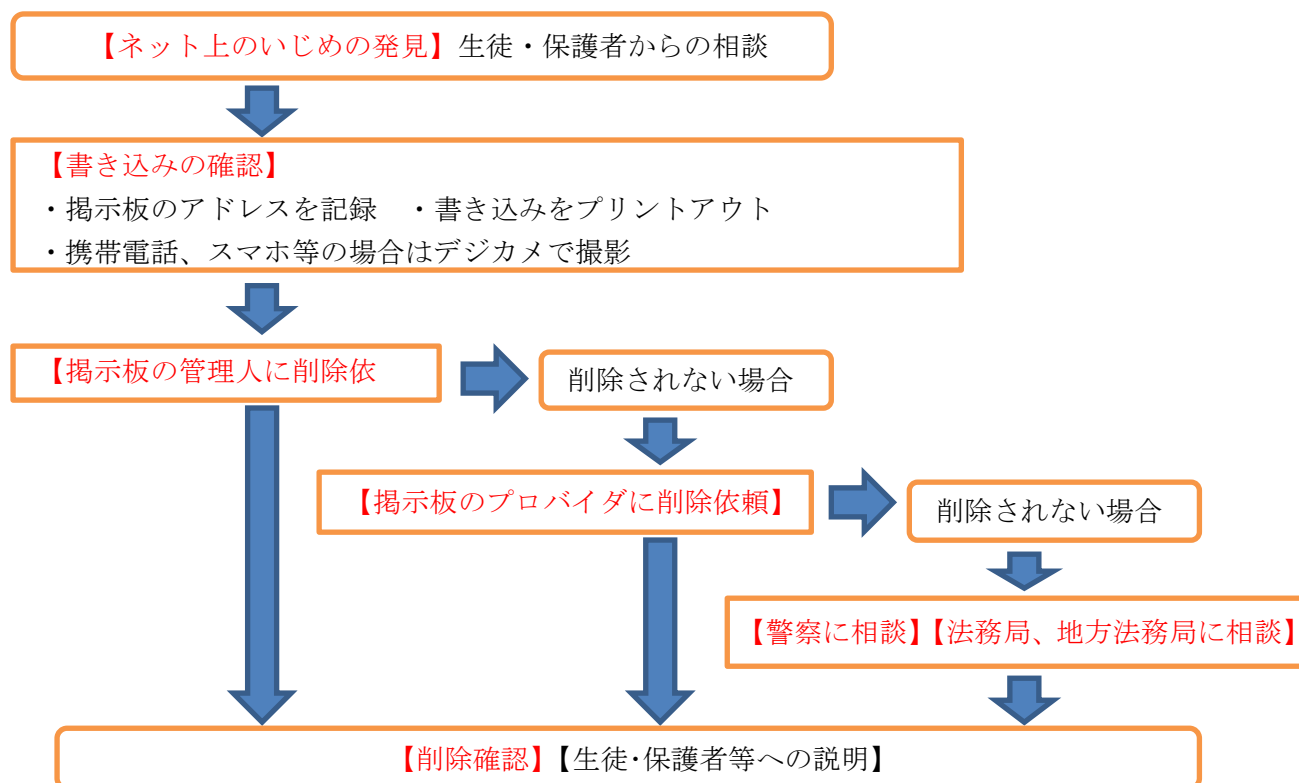 【ネット上のいじめの発見】生徒・保護者からの相談
【書き込みの確認】
・掲示板のアドレスを記録　・書き込みをプリントアウト
・携帯電話、スマホ等の場合はデジカメで撮影
【掲示板の管理人に削除依
削除されない場合
【掲示板のプロバイダに削除依頼】
削除されない場合
【警察に相談】【法務局、地方法務局に相談】
【削除確認】【生徒・保護者等への説明】